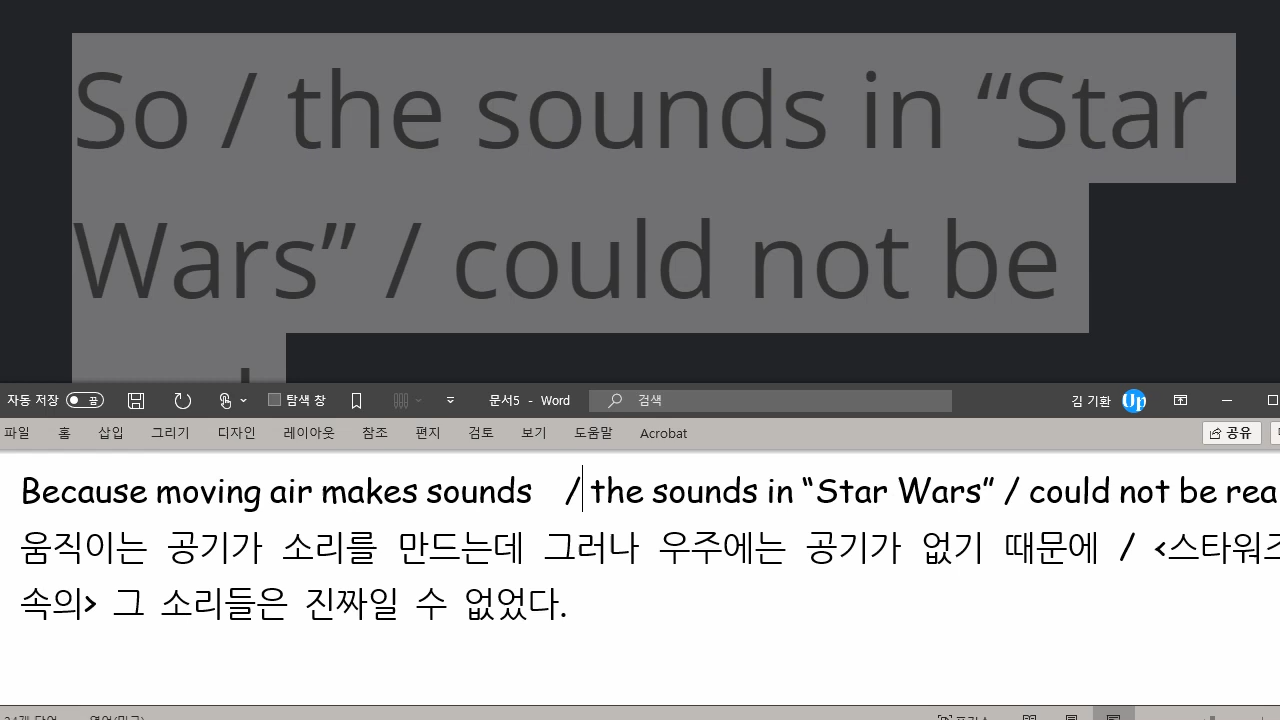 So / the sounds in “Star
Wars” / could not be
자동 저장 끔 탐색 창 문서5 - Word 검색 김 기환 Up
파일 홈 삽입 그리기 디자인 레이아웃 참조 편지 검토 보기 도움말 Acrobat 공유
Because moving air makes sounds / the sounds in “Star Wars” / could not be rea
움직이는 공기가 소리를 만드는데 그러나 우주에는 공기가 없기 때문에 / <스타워즈
속의> 그 소리들은 진짜일 수 없었다.